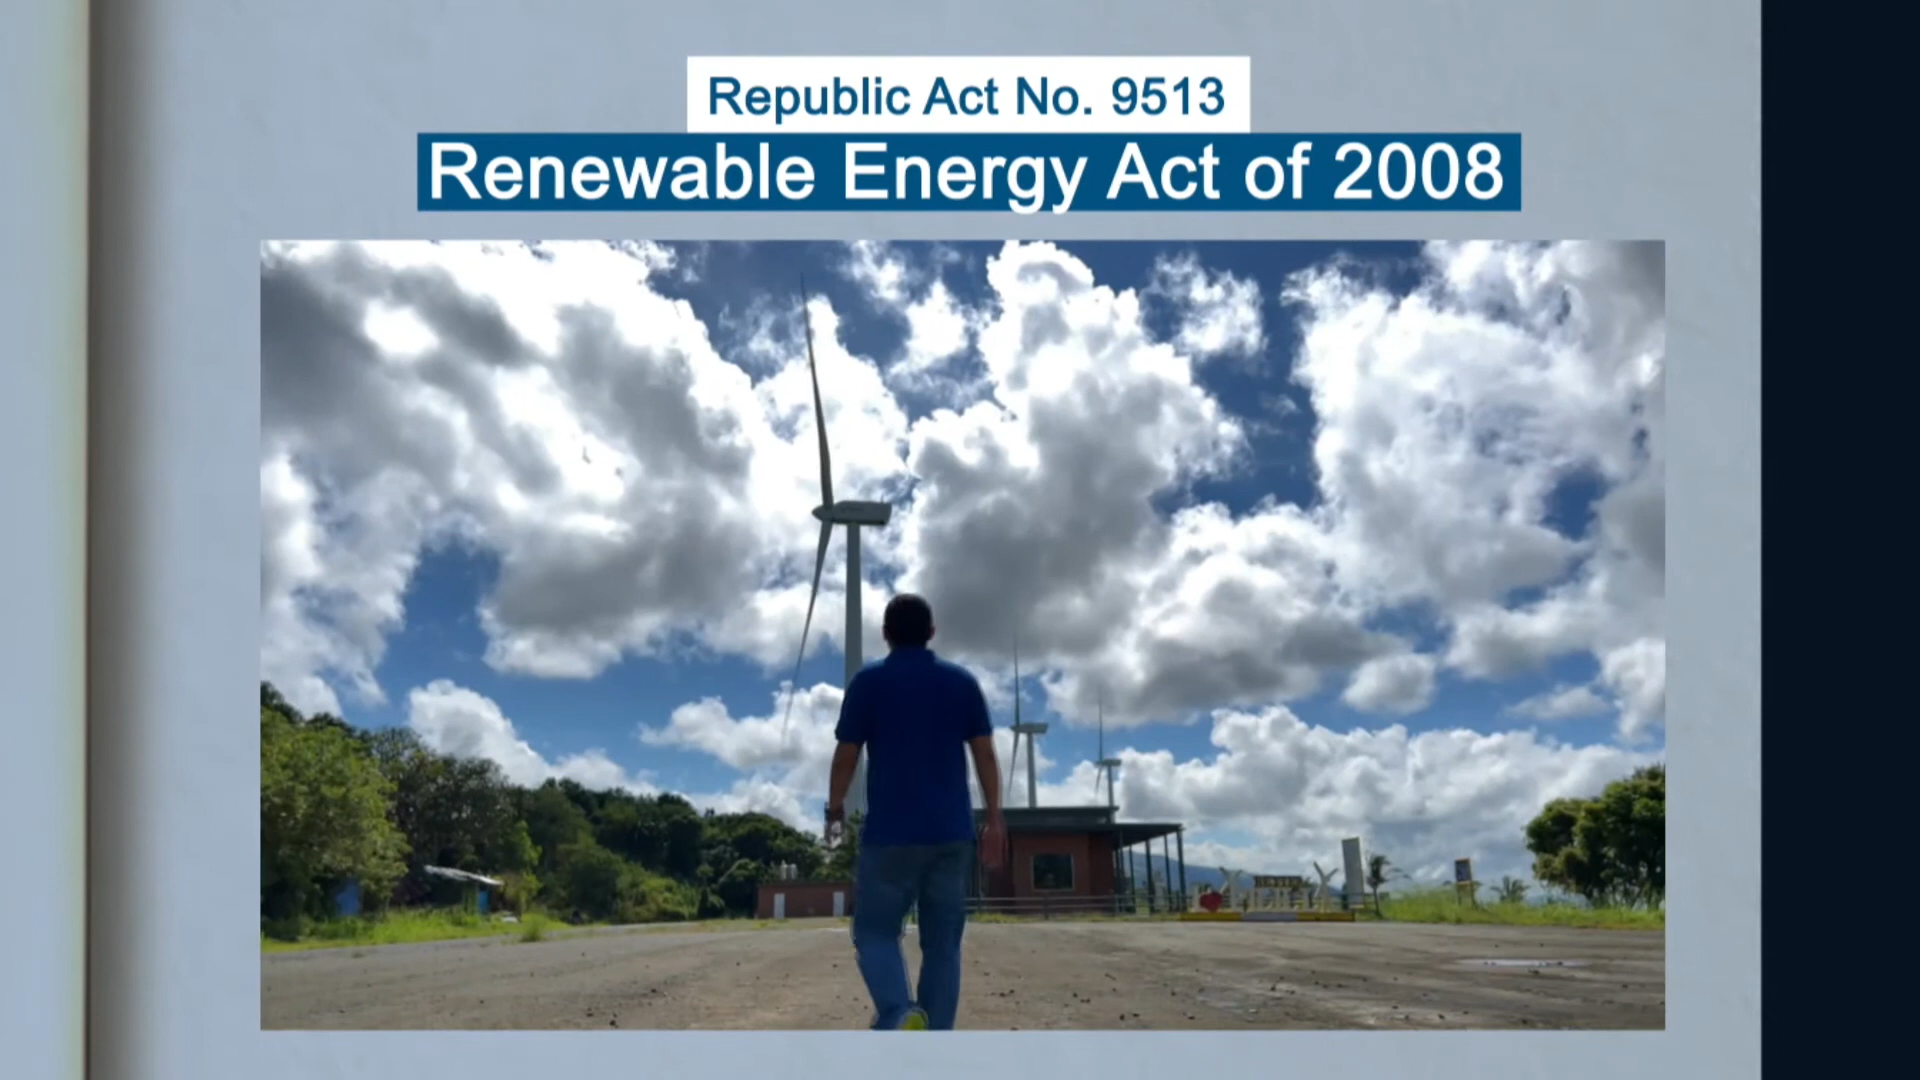 Republic Act No. 9513
Renewable Energy Act of 2008